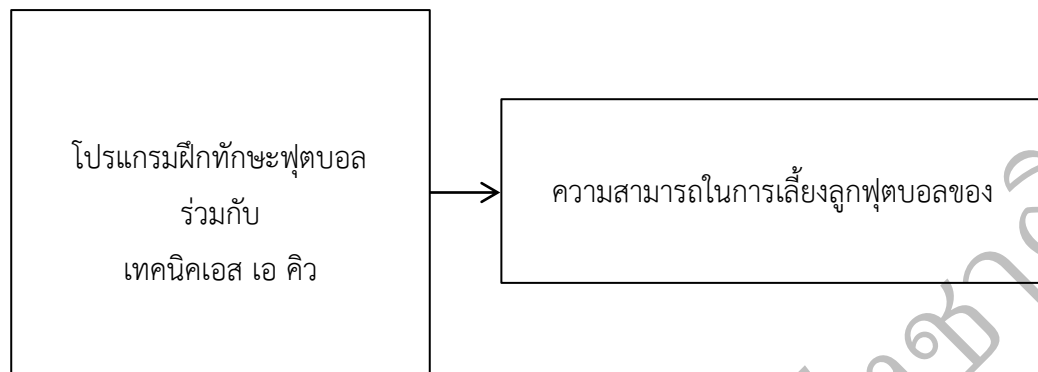 โปรแกรมฝึกทักษะฟุตบอล
ร่วมกับ
เทคนิคเอส เอ คิว
ความสามารถในการเลี้ยงลูกฟุตบอลของ